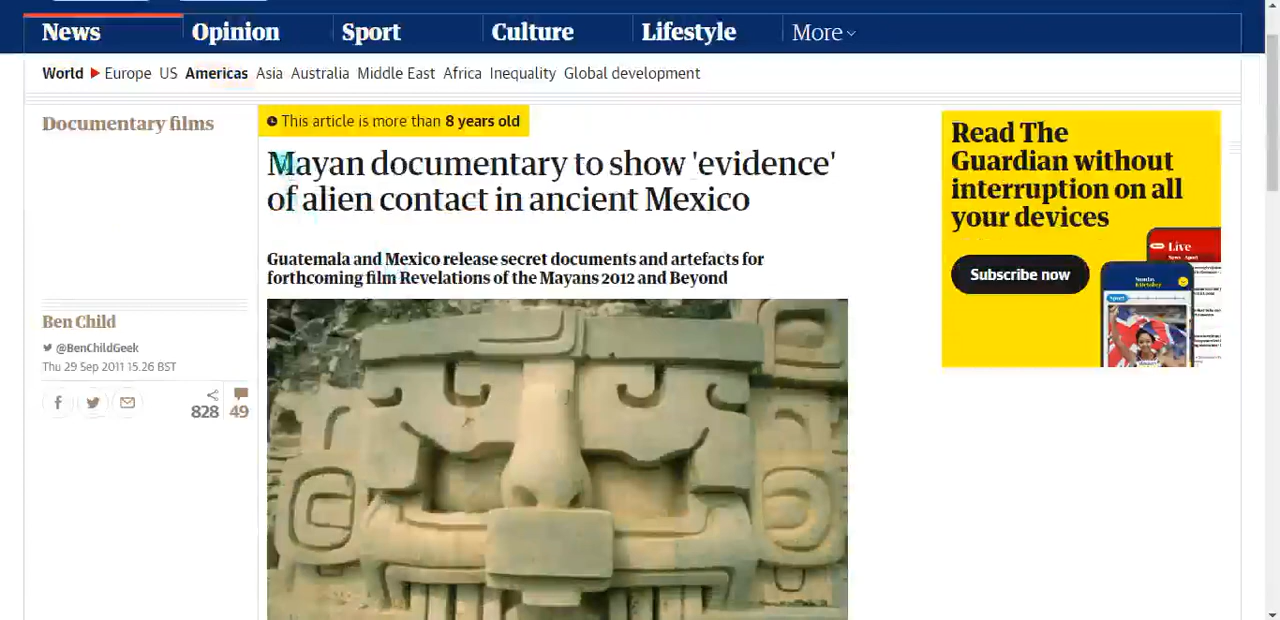 News
Opinion
Sport
Culture
Lifestyle
More
World
Europe
US
Americas
Asia
Australia
Middle East
Africa
Inequality
Global development
Documentary films
This article is more than 8 years old
Mayan documentary to show 'evidence'
of alien contact in ancient Mexico
Guatemala and Mexico release secret documents and artefacts for
forthcoming film Revelations of the Mayans 2012 and Beyond
Ben Child
@BenChildGeek
Thu 29 Sep 2011 15.26 BST
828
49
Read The
Guardian without
interruption on all
your devices
Subscribe now
Live